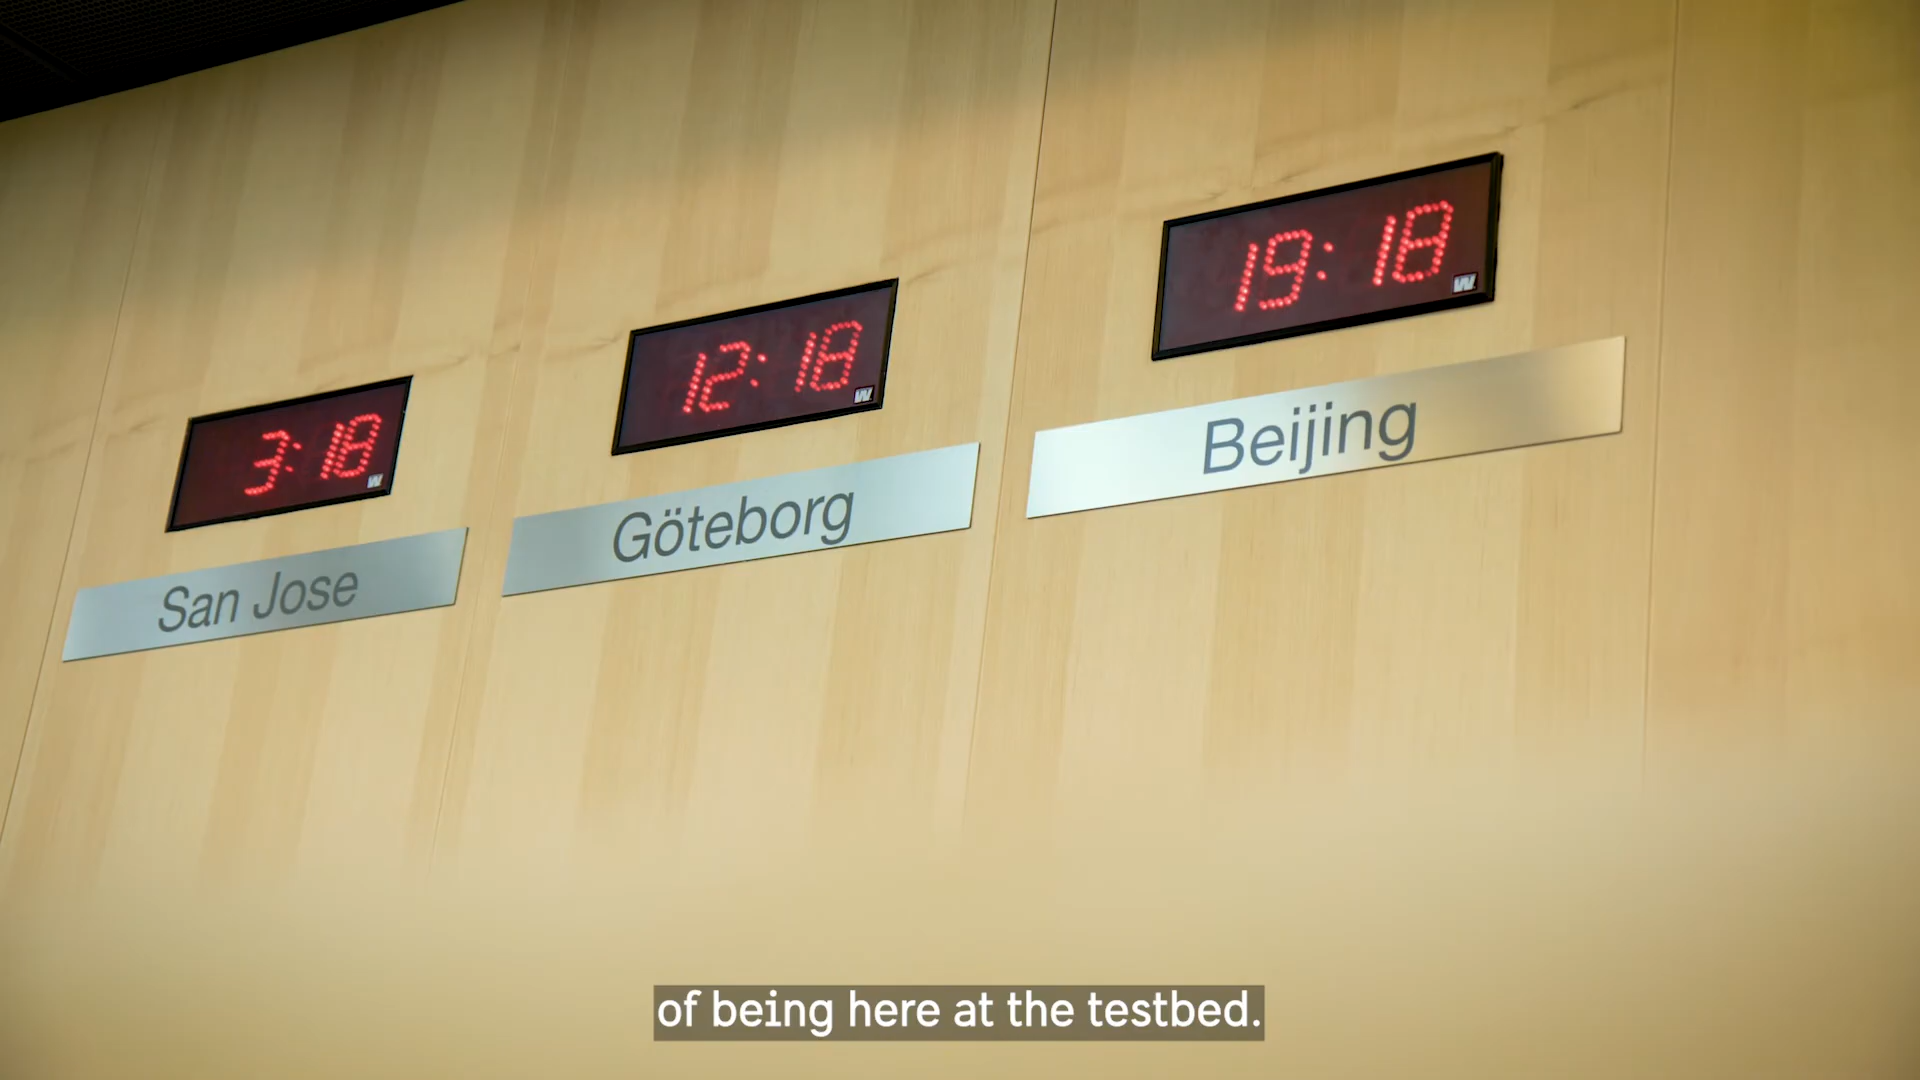 3:18
San Jose
12:18
Göteborg
19:18
Beijing
of being here at the testbed.